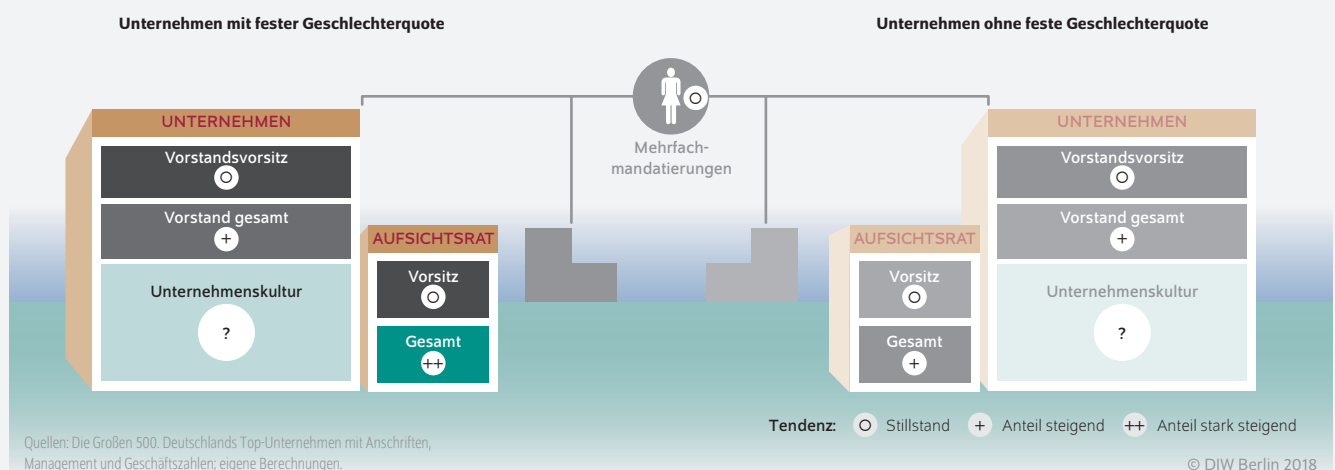 Unternehmen mit fester Geschlechterquote
Unternehmen ohne feste Geschlechterquote
Mehrfach-
mandatierungen
UNTERNEHMEN
Vorstandsvorsitz
O
Vorstand gesamt
+
Unternehmenskultur
?
AUFSICHTSRAT
Vorsitz
O
Gesamt
++
AUFSICHTSRAT
Vorsitz
O
Gesamt
+
UNTERNEHMEN
Vorstandsvorsitz
O
Vorstand gesamt
+
Unternehmenskultur
?
Tendenz: O Stillstand + Anteil steigend ++ Anteil stark steigend
Quellen: Die Großen 500. Deutschlands Top-Unternehmen mit Anschriften,
Management und Geschäftszahlen; eigene Berechnungen.
© DIW Berlin 2018